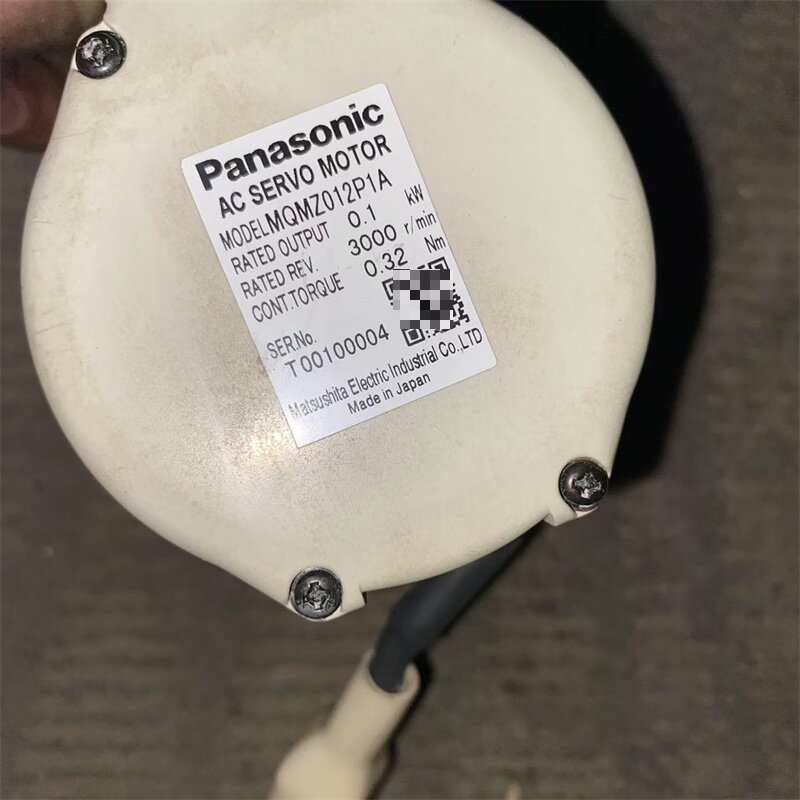 Panasonic
AC SERVO MOTOR
MODEL MQMZ012P1A
RATED OUTPUT 0.1 kW
RATED REV. 3000 r/min
CONT.TORQUE 0.32 Nm
SER.No.
T00100004
Matsushita Electric Industrial Co.,LTD
Made in Japan